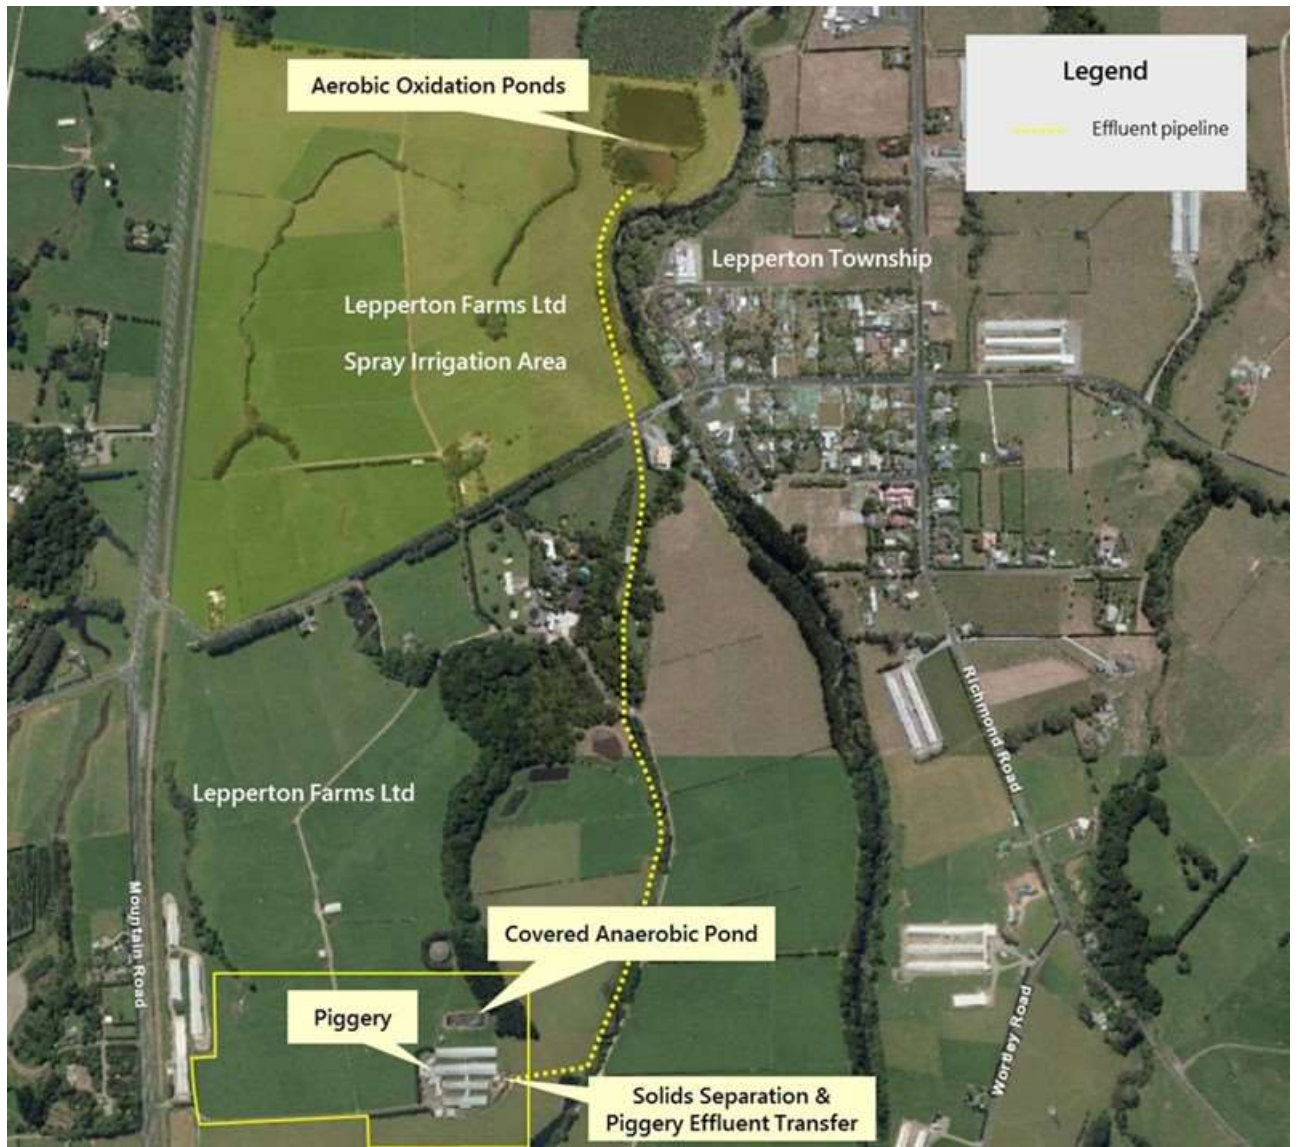 Legend
Effluent pipeline
Aerobic Oxidation Ponds
Lepperton Township
Lepperton Farms Ltd
Spray Irrigation Area
Richmond Road
Lepperton Farms Ltd
Mountain Road
Covered Anaerobic Pond
Piggery
Wortley Road
Solids Separation &
Piggery Effluent Transfer